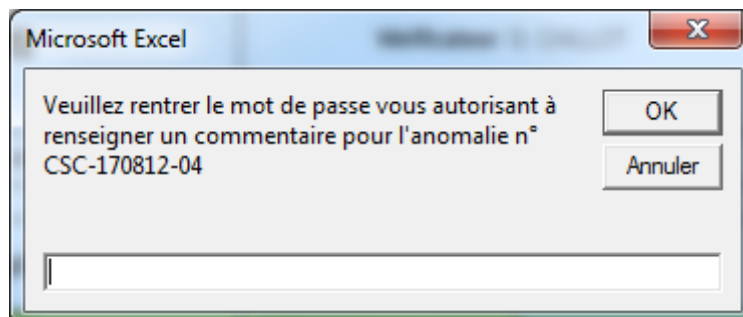 Microsoft Excel
Veuillez rentrer le mot de passe vous autorisant à
renseigner un commentaire pour l'anomalie n°
CSC-170812-04
OK
Annuler